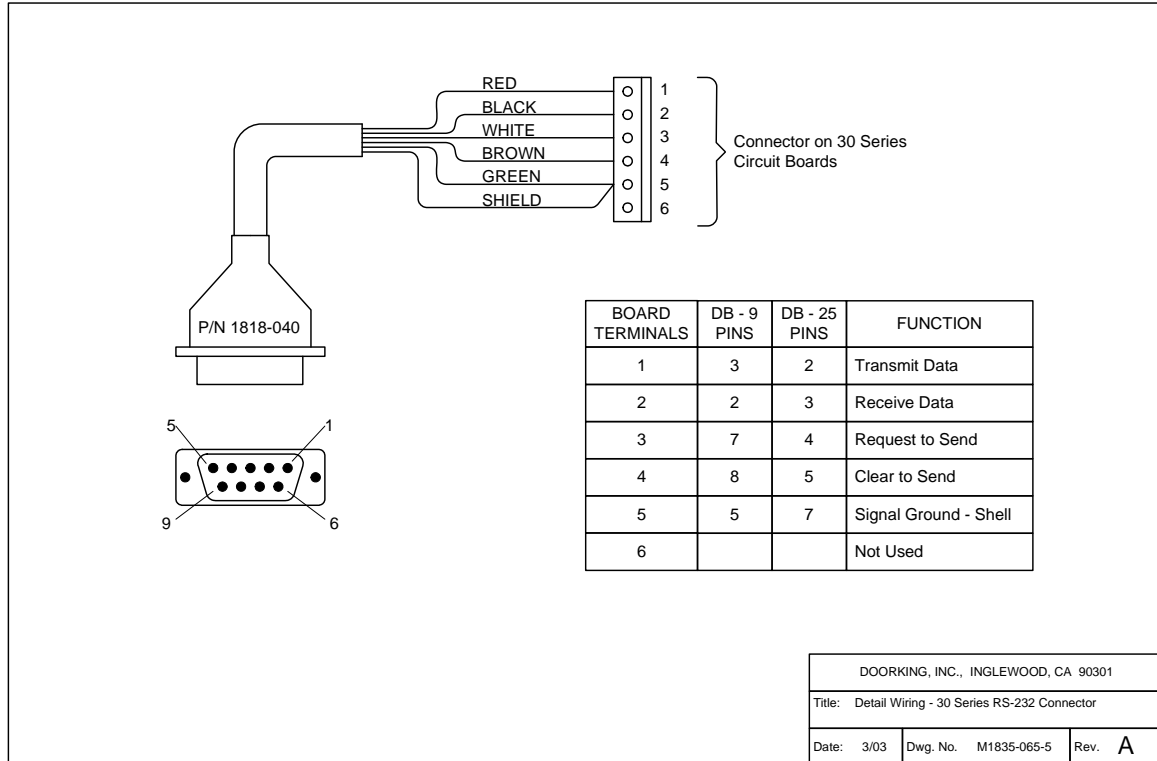 RED
BLACK
WHITE
BROWN
GREEN
SHIELD
1
2
3
4
5
6
Connector on 30 Series
Circuit Boards
P/N 1818-040
5
1
9
6
BOARD TERMINALS DB - 9 PINS DB - 25 PINS FUNCTION
1 3 2 Transmit Data
2 2 3 Receive Data
3 7 4 Request to Send
4 8 5 Clear to Send
5 5 7 Signal Ground - Shell
6 Not Used
DOORKING, INC., INGLEWOOD, CA 90301
Title: Detail Wiring - 30 Series RS-232 Connector
Date: 3/03 Dwg. No. M1835-065-5 Rev. A